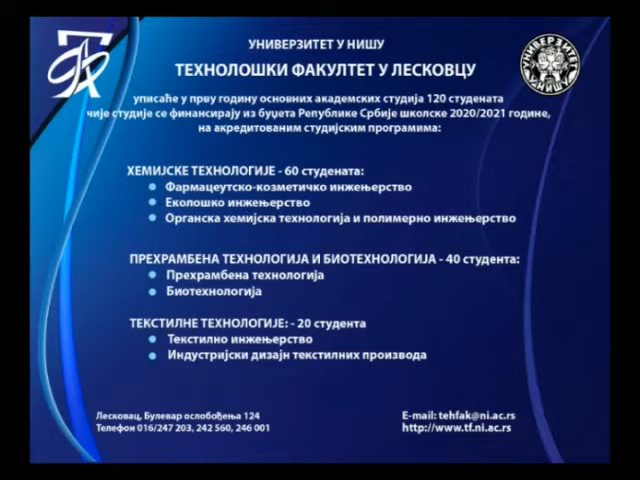 УНИВЕРЗИТЕТ У НИШУ
ТЕХНОЛОШКИ ФАКУЛТЕТ У ЛЕСКОВЦУ
УНИВЕРЗИТЕТ У НИШУ
уписаће у прву годину основних академских студија 120 студената
чије студије се финансирају из буџета Републике Србије школске 2020/2021 године,
на акредитованим студијским програмима:
ХЕМИЈСКЕ ТЕХНОЛОГИЈЕ - 60 студената:
Фармацеутско-козметичко инжењерство
Еколошко инжењерство
Органска хемијска технологија и полимерно инжењерство
ПРЕХРАМБЕНА ТЕХНОЛОГИЈА И БИОТЕХНОЛОГИЈА - 40 студента:
Прехрамбена технологија
Биотехнологија
ТЕКСТИЛНЕ ТЕХНОЛОГИЈЕ: - 20 студента
Текстилно инжењерство
Индустријски дизајн текстилних производа
Лесковац, Булевар ослобођења 124
Телефон 016/247 203, 242 560, 246 001
E-mail: tehfak@ni.ac.rs
http://www.tf.ni.ac.rs